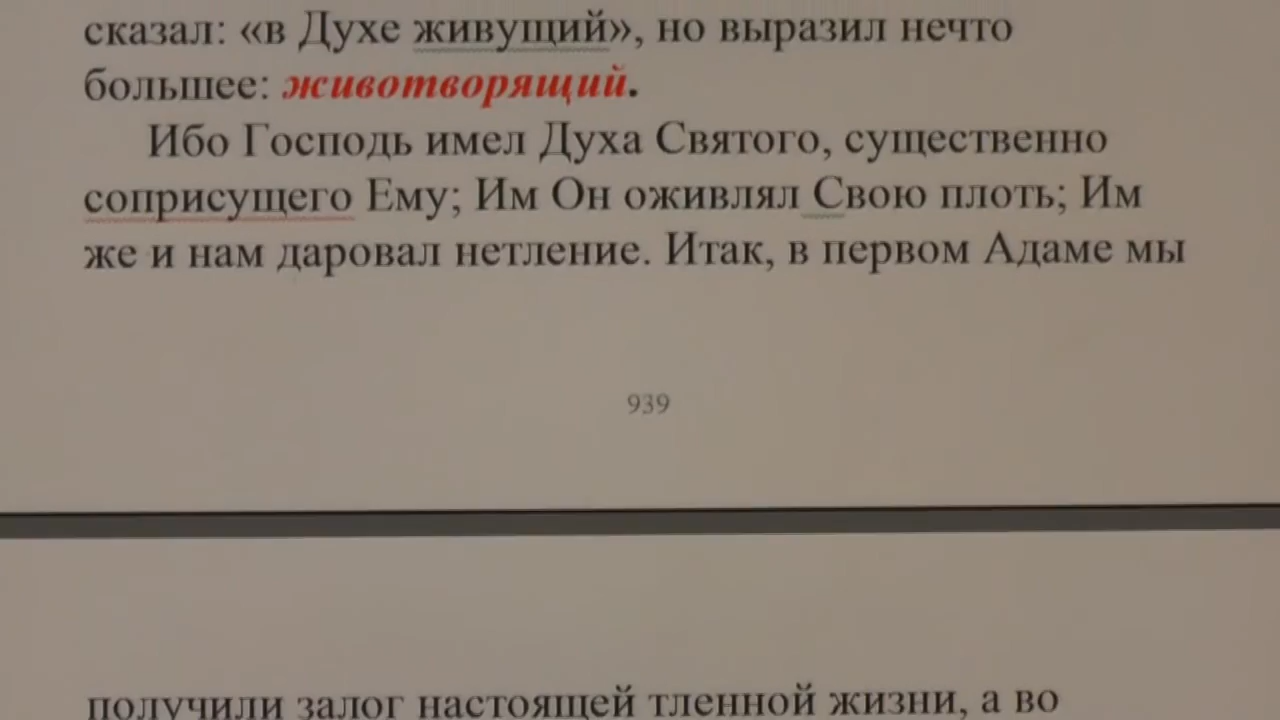 сказал: «в Духе живущий», но выразил нечто
большее: животворящий.
Ибо Господь имел Духа Святого, существенно
соприсущего Ему; Им Он оживлял Свою плоть; Им
же и нам даровал нетление. Итак, в первом Адаме мы
939
получили залог настоящей тленной жизни, а во